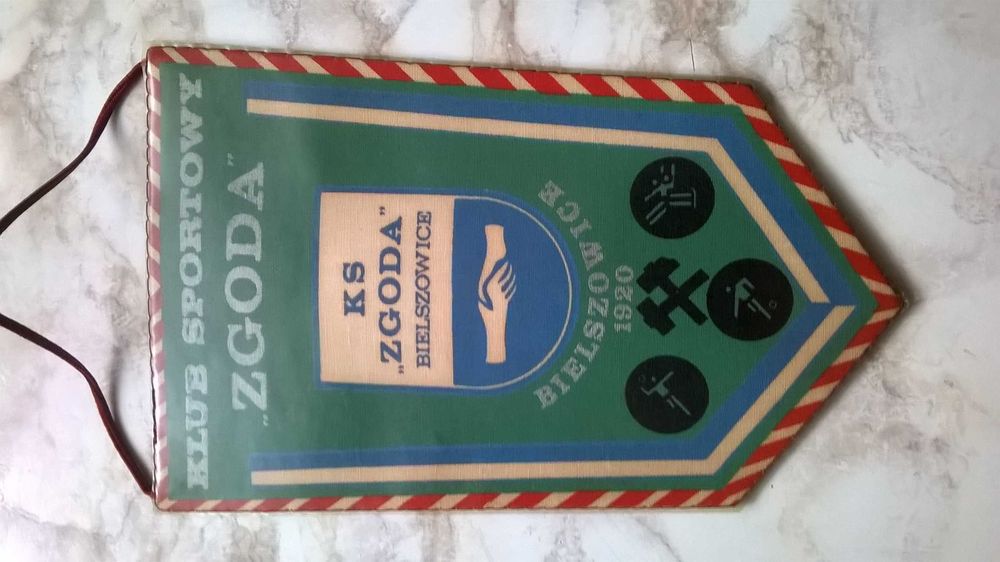 KLUB SPORTOWY
„ZGODA”
KS
„ZGODA”
BIELSZOWICE
BIELSZOWICE
1920